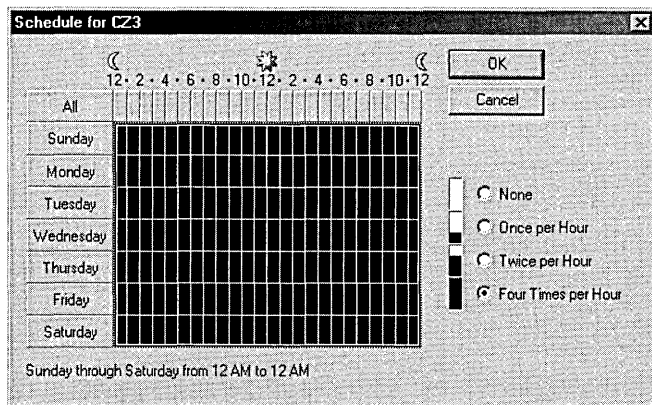 Schedule for CZ3
12 · 2 · 4 · 6 · 8 · 10 · 12 · 2 · 4 · 6 · 8 · 10 · 12
All
Sunday
Monday
Tuesday
Wednesday
Thursday
Friday
Saturday
Sunday through Saturday from 12 AM to 12 AM
OK
Cancel
None
Once per Hour
Twice per Hour
Four Times per Hour